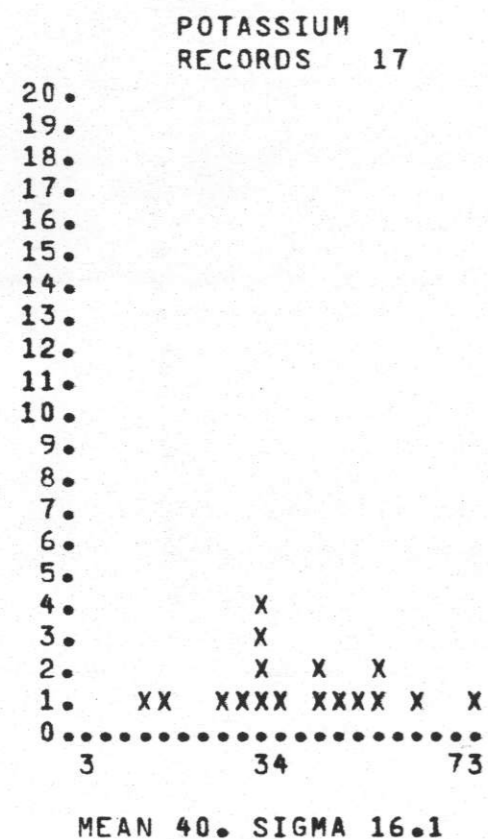 POTASSIUM
RECORDS 17
20.
19.
18.
17.
16.
15.
14.
13.
12.
11.
10.
9.
8.
7.
6.
5.
4. X
3. X
2. X X X
1. XX XXXX XXXX X X
0......................
3 34 73
MEAN 40. SIGMA 16.1